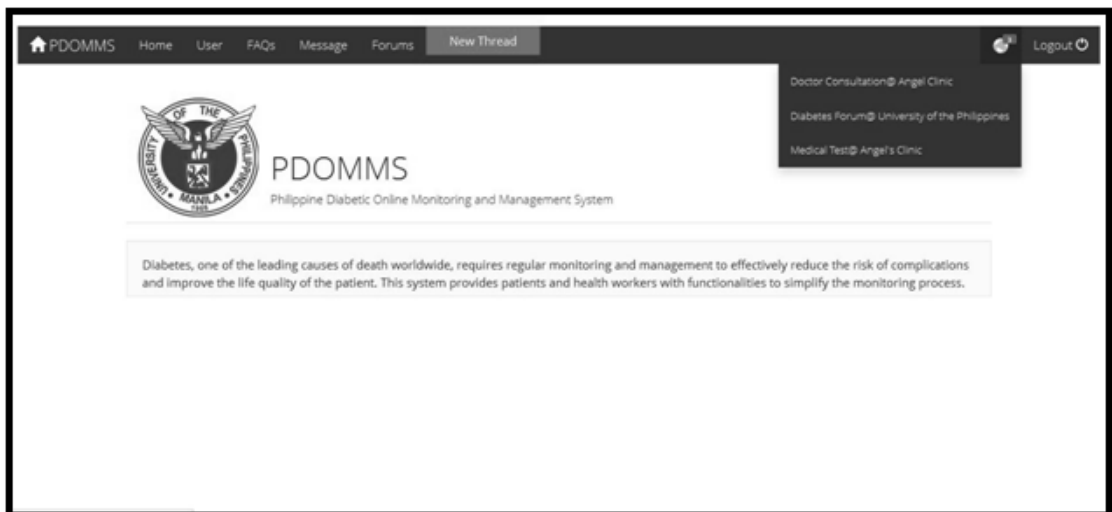 PDOMMS Home User FAQs Message Forums New Thread Logout
Doctor Consultation@ Angel Clinic
Diabetes Forum@ University of the Philippines
Medical Test@ Angel's Clinic
UNIVERSITY OF THE PHILIPPINES
MANILA
1908
PDOMMS
Philippine Diabetic Online Monitoring and Management System
Diabetes, one of the leading causes of death worldwide, requires regular monitoring and management to effectively reduce the risk of complications
and improve the life quality of the patient. This system provides patients and health workers with functionalities to simplify the monitoring process.